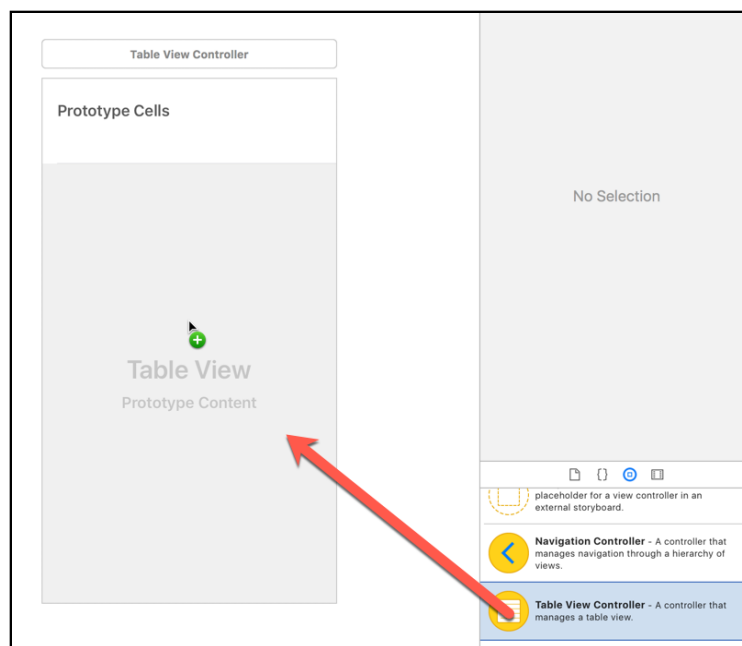 Table View Controller
Prototype Cells
Table View
Prototype Content
No Selection
{}
placeholder for a view controller in an
external storyboard.
Navigation Controller - A controller that
manages navigation through a hierarchy of
views.
Table View Controller - A controller that
manages a table view.